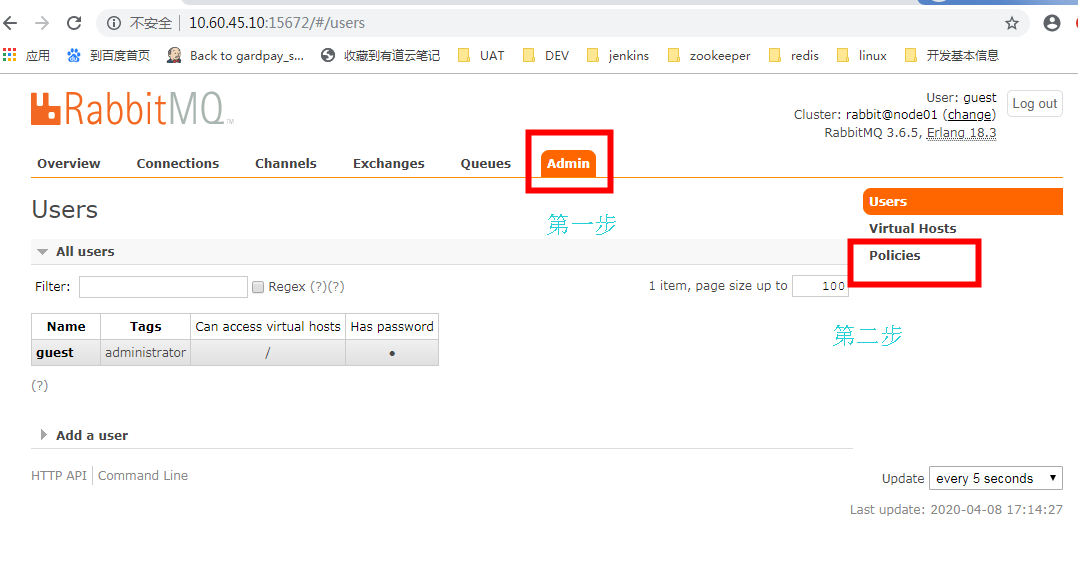 不安全 10.60.45.10:15672/#/users
应用 到百度首页 Back to gardpay_s... 收藏到有道云笔记 UAT DEV jenkins zookeeper redis linux 开发基本信息
RabbitMQ TM
User: guest Log out
Cluster: rabbit@node01 (change)
RabbitMQ 3.6.5, Erlang 18.3
Overview Connections Channels Exchanges Queues Admin
Users
第一步
Users
Virtual Hosts
Policies
All users
Filter: Regex (?)(?) 1 item, page size up to 100
第二步
Name Tags Can access virtual hosts Has password
guest administrator / ●
(?)
Add a user
HTTP API Command Line
Update every 5 seconds
Last update: 2020-04-08 17:14:27